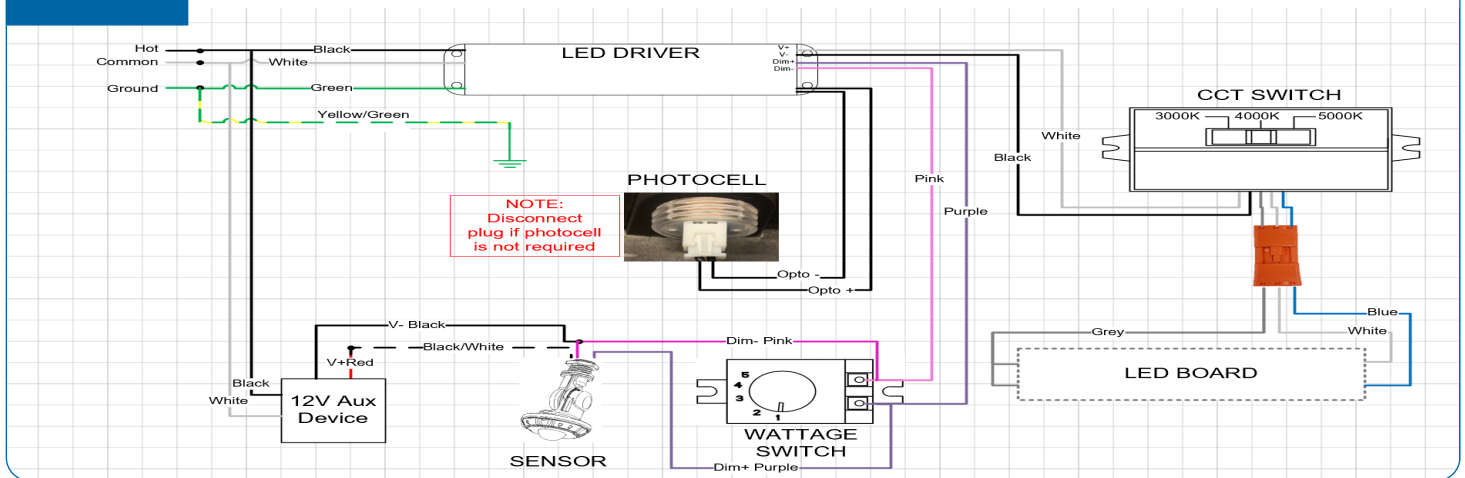 Hot
Black
LED DRIVER
V+
V-
Dim+
Dim-
Common
White
Ground
Green
Yellow/Green
CCT SWITCH
3000K
4000K
5000K
White
Black
Pink
Purple
PHOTOCELL
NOTE:
Disconnect
plug if photocell
is not required
Opto -
Opto +
V- Black
Black/White
V+Red
Black
White
12V Aux
Device
SENSOR
Dim- Pink
5
4
3
2
1
WATTAGE
SWITCH
Dim+ Purple
Grey
Blue
White
LED BOARD